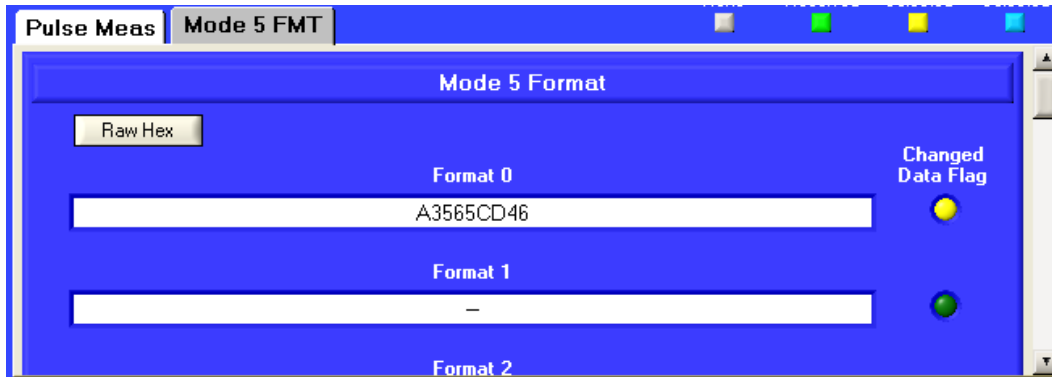 Pulse Meas Mode 5 FMT
Mode 5 Format
Raw Hex
Changed
Data Flag
Format 0
A3565CD46
Format 1
–
Format 2